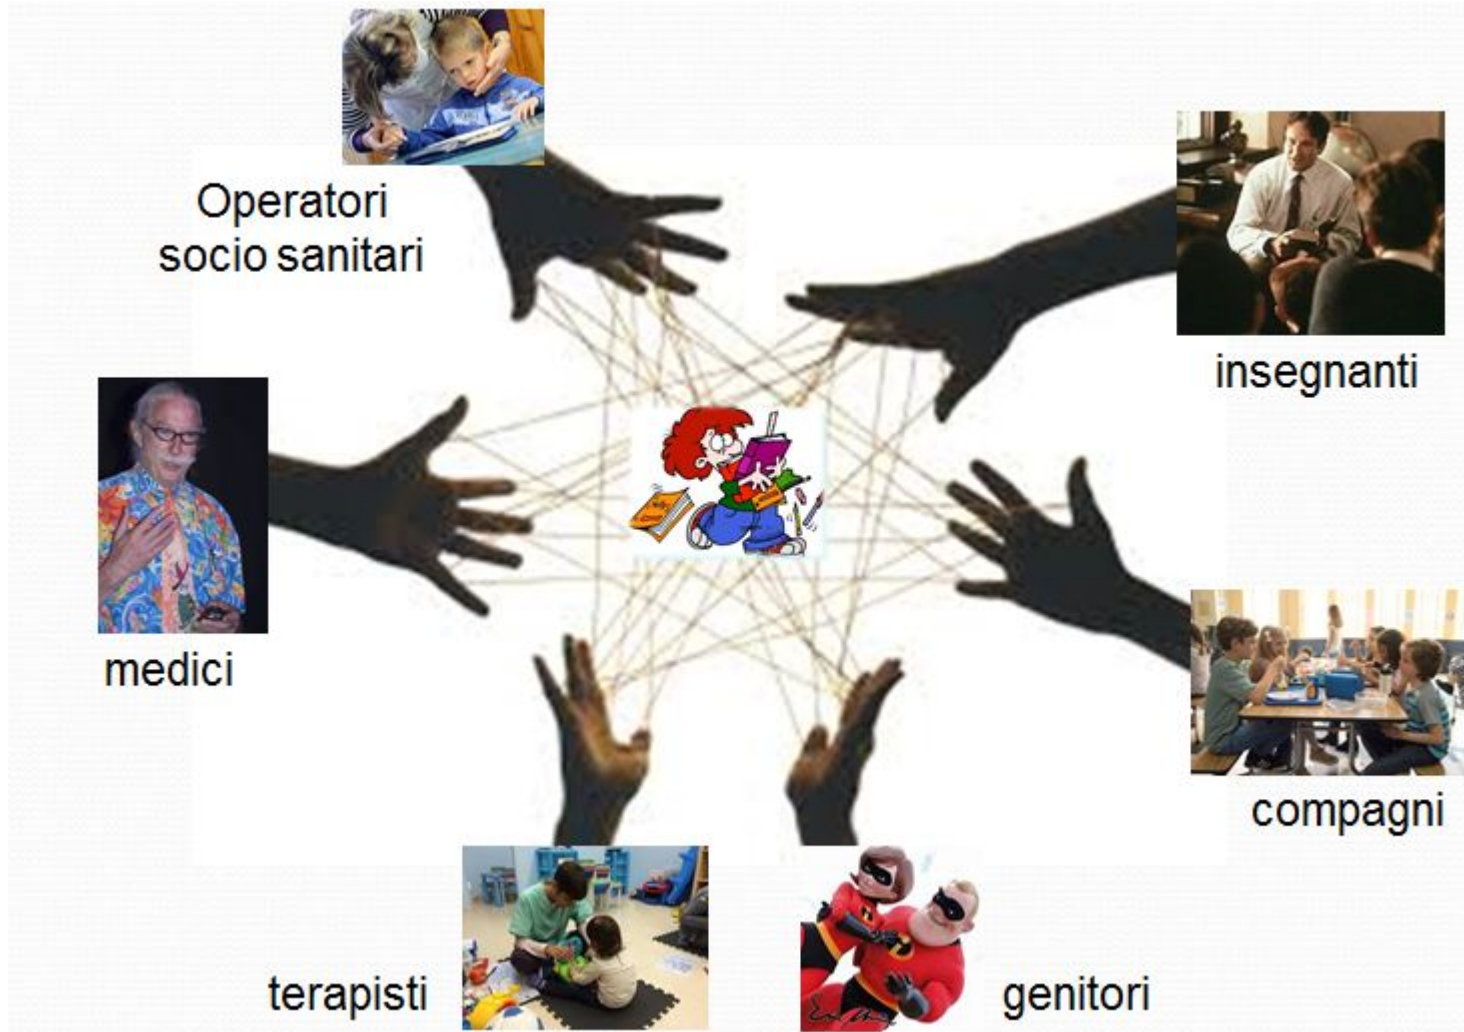 Operatori
socio sanitari
insegnanti
medici
compagni
terapisti
genitori